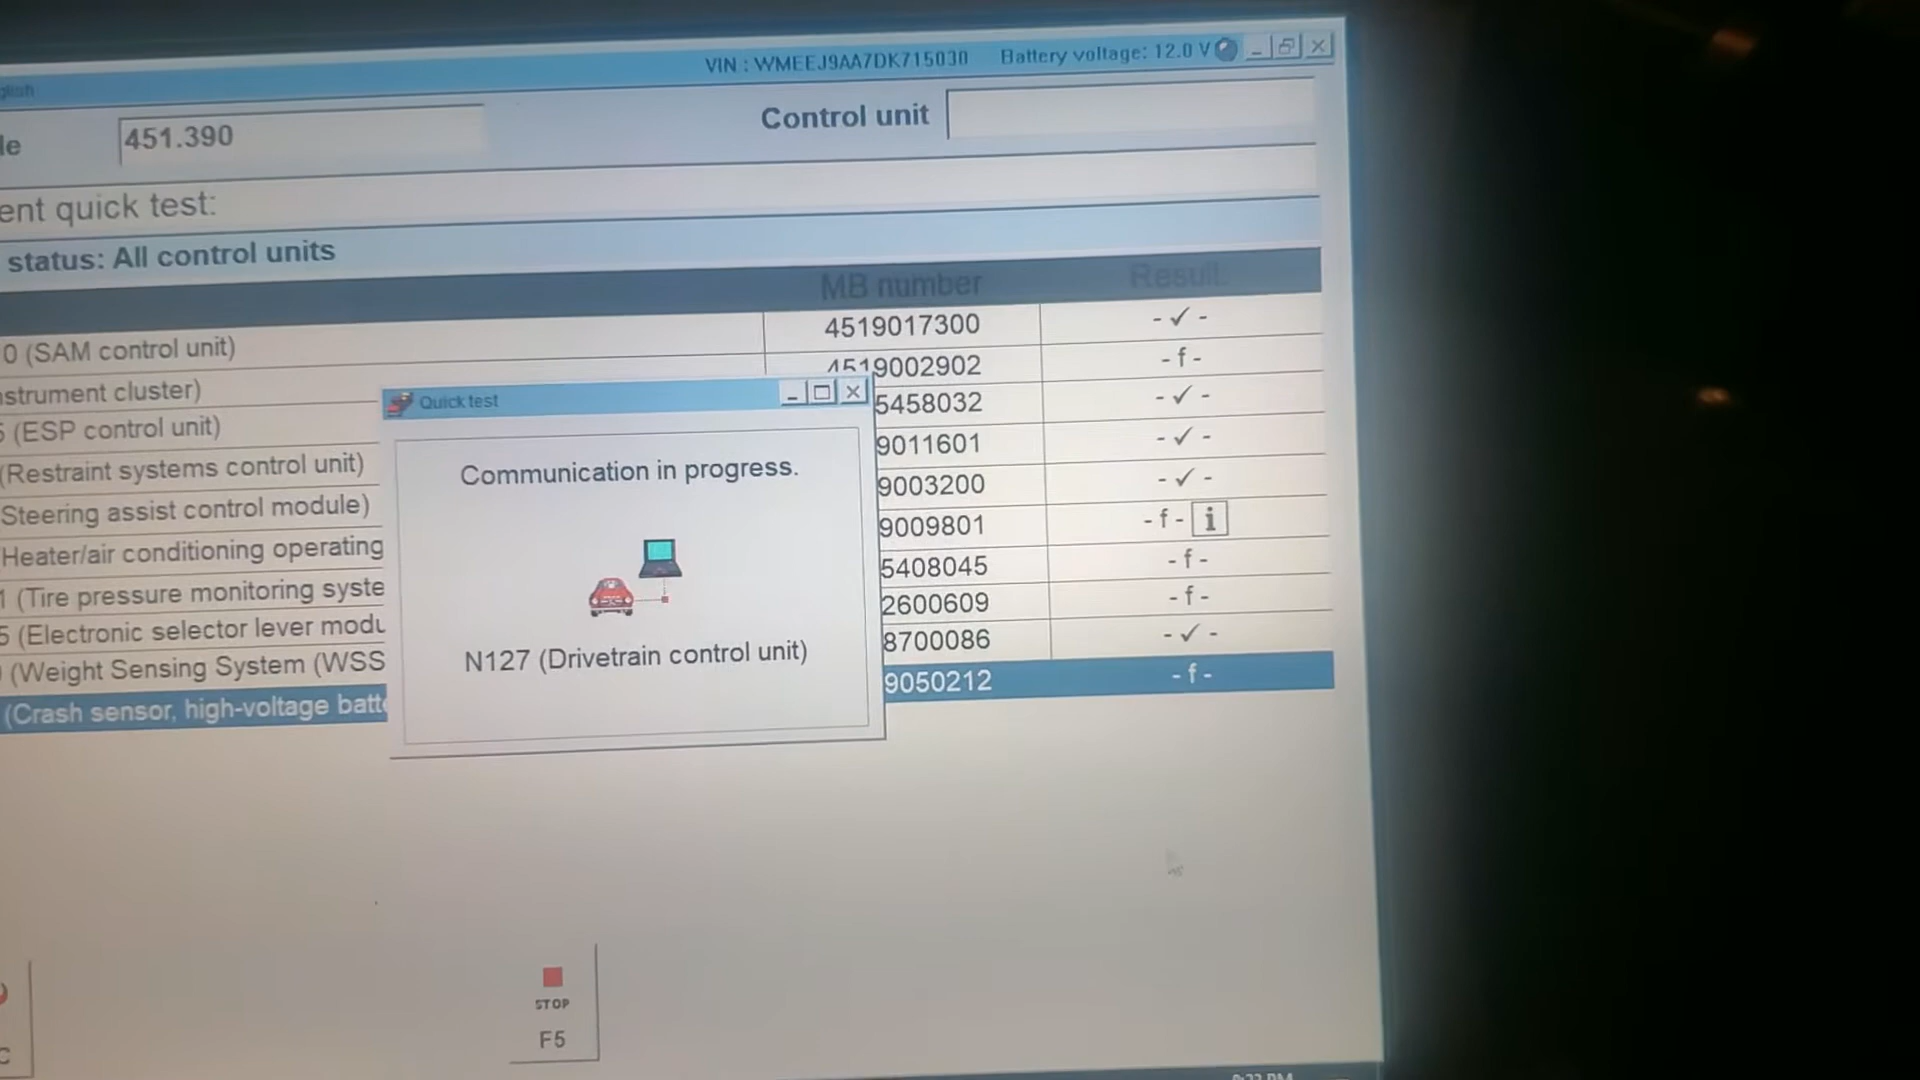 glish VIN : WMEEJ9AA7DK715030 Battery voltage: 12.0 V
le 451.390 Control unit
ent quick test:
status: All control units
MB number Result
0 (SAM control unit) 4519017300 - ✓ -
nstrument cluster) 4519002902 - f -
5 (ESP control unit) 5458032 - ✓ -
(Restraint systems control unit) 9011601 - ✓ -
Steering assist control module) 9003200 - ✓ -
Heater/air conditioning operating 9009801 - f - i
1 (Tire pressure monitoring syste 5408045 - f -
5 (Electronic selector lever modu 2600609 - f -
(Weight Sensing System (WSS 8700086 - ✓ -
(Crash sensor, high-voltage batte 9050212 - f -
Quick test
Communication in progress.
N127 (Drivetrain control unit)
STOP
F5
C